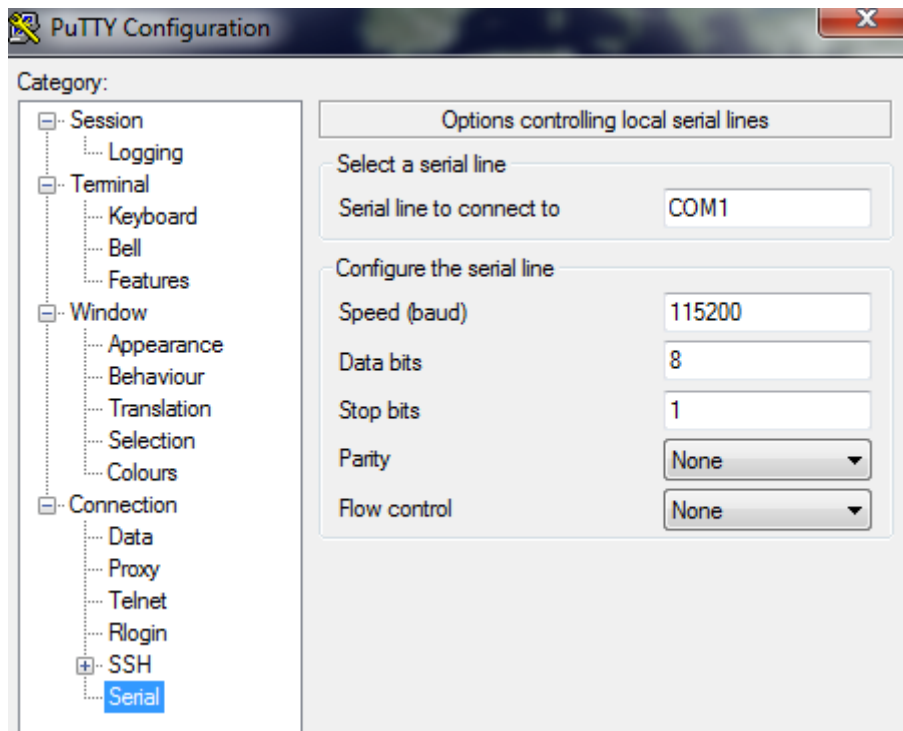 PuTTY Configuration
X
Category:
Session
Logging
Terminal
Keyboard
Bell
Features
Window
Appearance
Behaviour
Translation
Selection
Colours
Connection
Data
Proxy
Telnet
Rlogin
SSH
Serial
Options controlling local serial lines
Select a serial line
Serial line to connect to COM1
Configure the serial line
Speed (baud) 115200
Data bits 8
Stop bits 1
Parity None
Flow control None